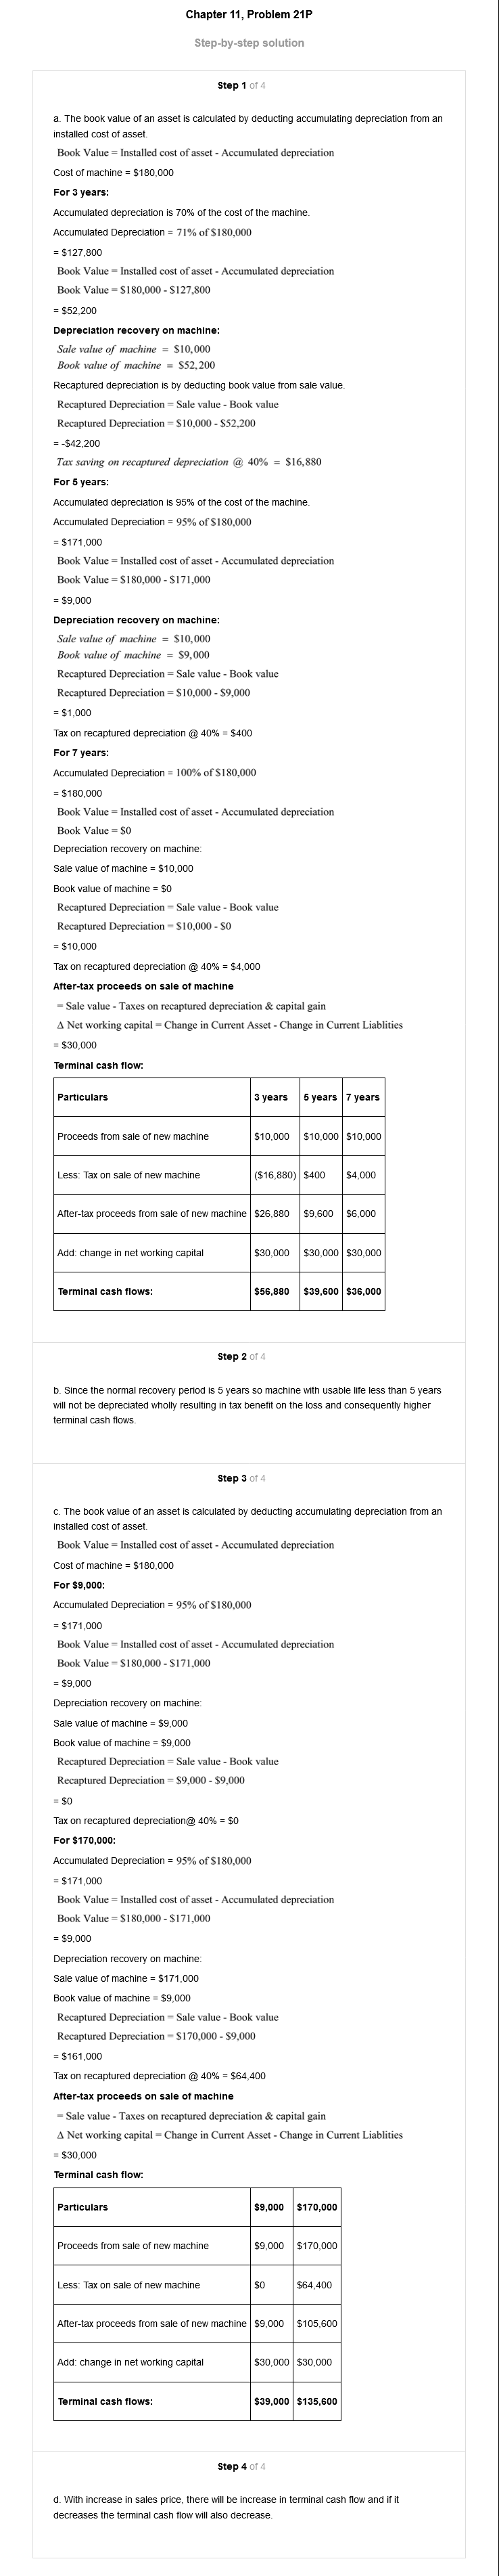 Chapter 11, Problem 21P
Step-by-step solution
Step 1 of 4
a. The book value of an asset is calculated by deducting accumulating depreciation from an
installed cost of asset.
Book Value = Installed cost of asset - Accumulated depreciation
Cost of machine = $180,000
For 3 years:
Accumulated depreciation is 70% of the cost of the machine.
Accumulated Depreciation = 71% of $180,000
= $127,800
Book Value = Installed cost of asset - Accumulated depreciation
Book Value = $180,000 - $127,800
= $52,200
Depreciation recovery on machine:
Sale value of machine = $10,000
Book value of machine = $52,200
Recaptured depreciation is by deducting book value from sale value.
Recaptured Depreciation = Sale value - Book value
Recaptured Depreciation = $10,000 - $52,200
= -$42,200
Tax saving on recaptured depreciation @ 40% = $16,880
For 5 years:
Accumulated depreciation is 95% of the cost of the machine.
Accumulated Depreciation = 95% of $180,000
= $171,000
Book Value = Installed cost of asset - Accumulated depreciation
Book Value = $180,000 - $171,000
= $9,000
Depreciation recovery on machine:
Sale value of machine = $10,000
Book value of machine = $9,000
Recaptured Depreciation = Sale value - Book value
Recaptured Depreciation = $10,000 - $9,000
= $1,000
Tax on recaptured depreciation @ 40% = $400
For 7 years:
Accumulated Depreciation = 100% of $180,000
= $180,000
Book Value = Installed cost of asset - Accumulated depreciation
Book Value = $0
Depreciation recovery on machine:
Sale value of machine = $10,000
Book value of machine = $0
Recaptured Depreciation = Sale value - Book value
Recaptured Depreciation = $10,000 - $0
= $10,000
Tax on recaptured depreciation @ 40% = $4,000
After-tax proceeds on sale of machine
= Sale value - Taxes on recaptured depreciation & capital gain
Δ Net working capital = Change in Current Asset - Change in Current Liablities
= $30,000
Terminal cash flow:
Particulars 3 years 5 years 7 years
Proceeds from sale of new machine $10,000 $10,000 $10,000
Less: Tax on sale of new machine ($16,880) $400 $4,000
After-tax proceeds from sale of new machine $26,880 $9,600 $6,000
Add: change in net working capital $30,000 $30,000 $30,000
Terminal cash flows: $56,880 $39,600 $36,000
Step 2 of 4
b. Since the normal recovery period is 5 years so machine with usable life less than 5 years
will not be depreciated wholly resulting in tax benefit on the loss and consequently higher
terminal cash flows.
Step 3 of 4
c. The book value of an asset is calculated by deducting accumulating depreciation from an
installed cost of asset.
Book Value = Installed cost of asset - Accumulated depreciation
Cost of machine = $180,000
For $9,000:
Accumulated Depreciation = 95% of $180,000
= $171,000
Book Value = Installed cost of asset - Accumulated depreciation
Book Value = $180,000 - $171,000
= $9,000
Depreciation recovery on machine:
Sale value of machine = $9,000
Book value of machine = $9,000
Recaptured Depreciation = Sale value - Book value
Recaptured Depreciation = $9,000 - $9,000
= $0
Tax on recaptured depreciation@ 40% = $0
For $170,000:
Accumulated Depreciation = 95% of $180,000
= $171,000
Book Value = Installed cost of asset - Accumulated depreciation
Book Value = $180,000 - $171,000
= $9,000
Depreciation recovery on machine:
Sale value of machine = $171,000
Book value of machine = $9,000
Recaptured Depreciation = Sale value - Book value
Recaptured Depreciation = $170,000 - $9,000
= $161,000
Tax on recaptured depreciation @ 40% = $64,400
After-tax proceeds on sale of machine
= Sale value - Taxes on recaptured depreciation & capital gain
Δ Net working capital = Change in Current Asset - Change in Current Liablities
= $30,000
Terminal cash flow:
Particulars $9,000 $170,000
Proceeds from sale of new machine $9,000 $170,000
Less: Tax on sale of new machine $0 $64,400
After-tax proceeds from sale of new machine $9,000 $105,600
Add: change in net working capital $30,000 $30,000
Terminal cash flows: $39,000 $135,600
Step 4 of 4
d. With increase in sales price, there will be increase in terminal cash flow and if it
decreases the terminal cash flow will also decrease.